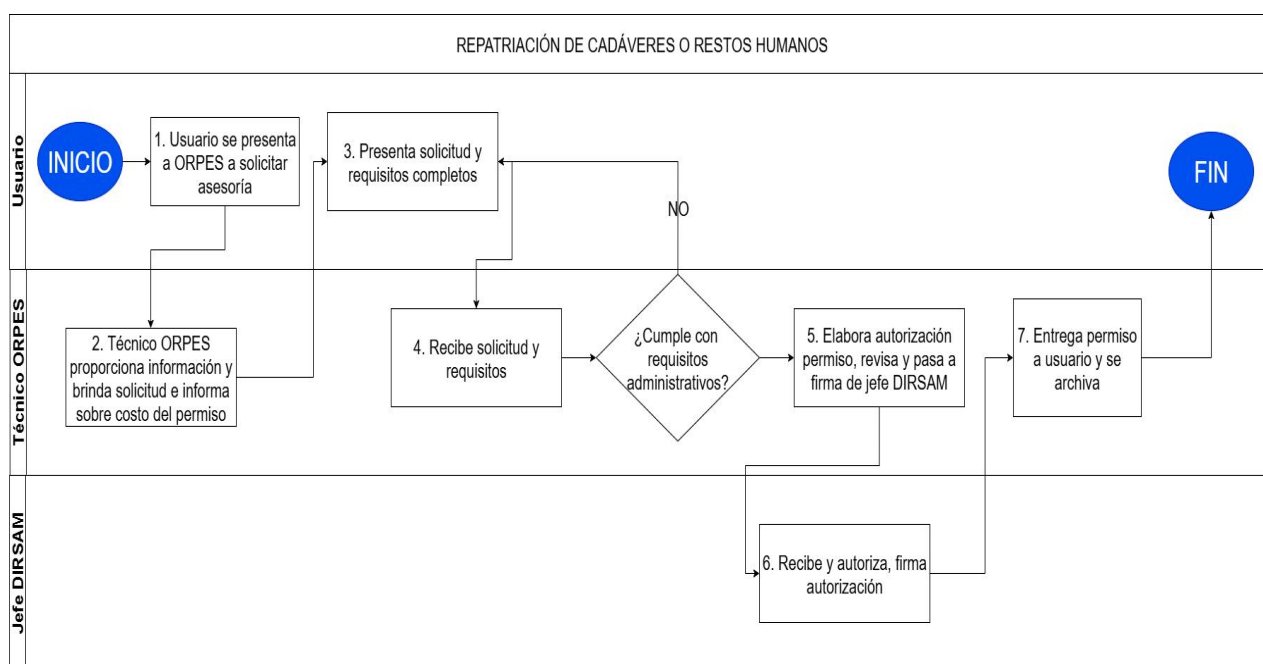 REPATRIACIÓN DE CADÁVERES O RESTOS HUMANOS
Usuario
INICIO
1. Usuario se presenta
a ORPES a solicitar
asesoría
3. Presenta solicitud y
requisitos completos
NO
FIN
Técnico ORPES
2. Técnico ORPES
proporciona información y
brinda solicitud e informa
sobre costo del permiso
4. Recibe solicitud y
requisitos
¿Cumple con
requisitos
administrativos?
5. Elabora autorización
permiso, revisa y pasa a
firma de jefe DIRSAM
7. Entrega permiso
a usuario y se
archiva
Jefe DIRSAM
6. Recibe y autoriza, firma
autorización